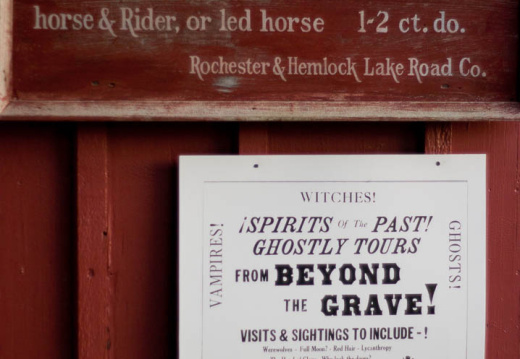 horse & Rider, or led horse 1-2 ct. do.
Rochester & Hemlock Lake Road Co.
WITCHES!
VAMPIRES!
¡SPIRITS Of The PAST!
GHOSTLY TOURS
FROM BEYOND
THE GRAVE!
GHOSTS!
VISITS & SIGHTINGS TO INCLUDE - !
Werewolves - Full Moon? - Red Hair - Lycanthropy